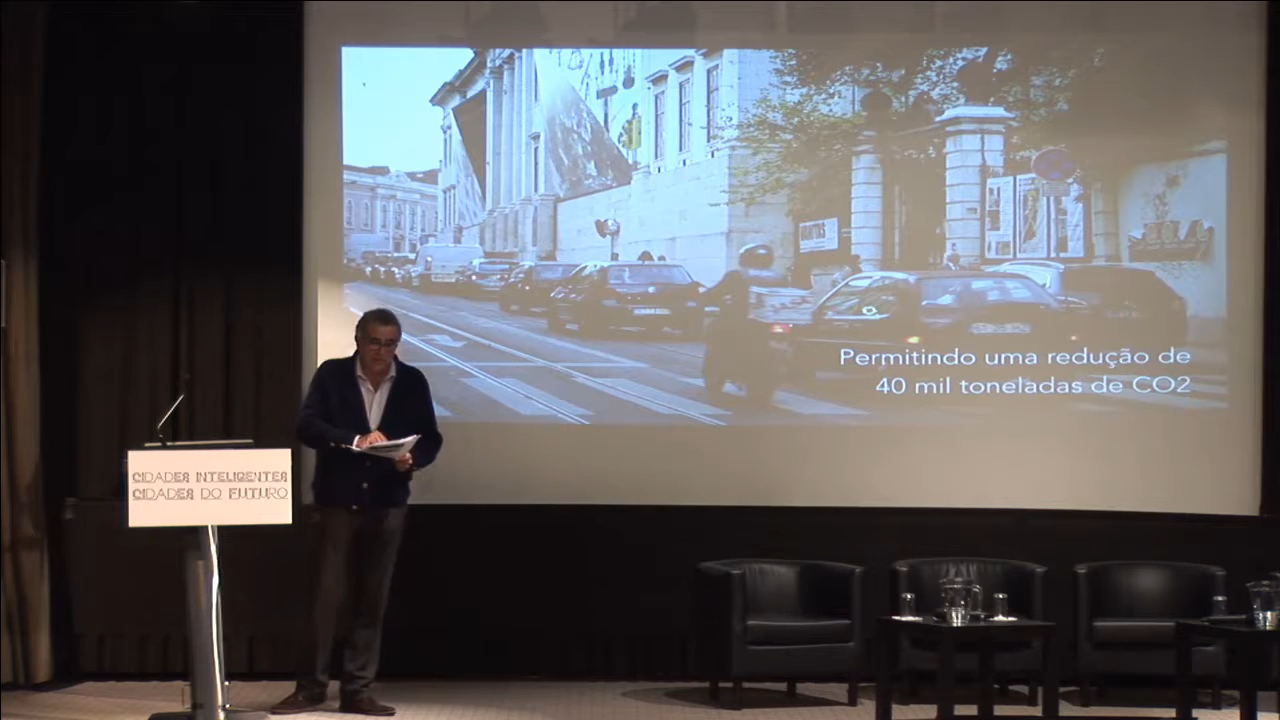 Permitindo uma redução de
40 mil toneladas de CO2
CIDADES INTELIGENTES
CIDADES DO FUTURO